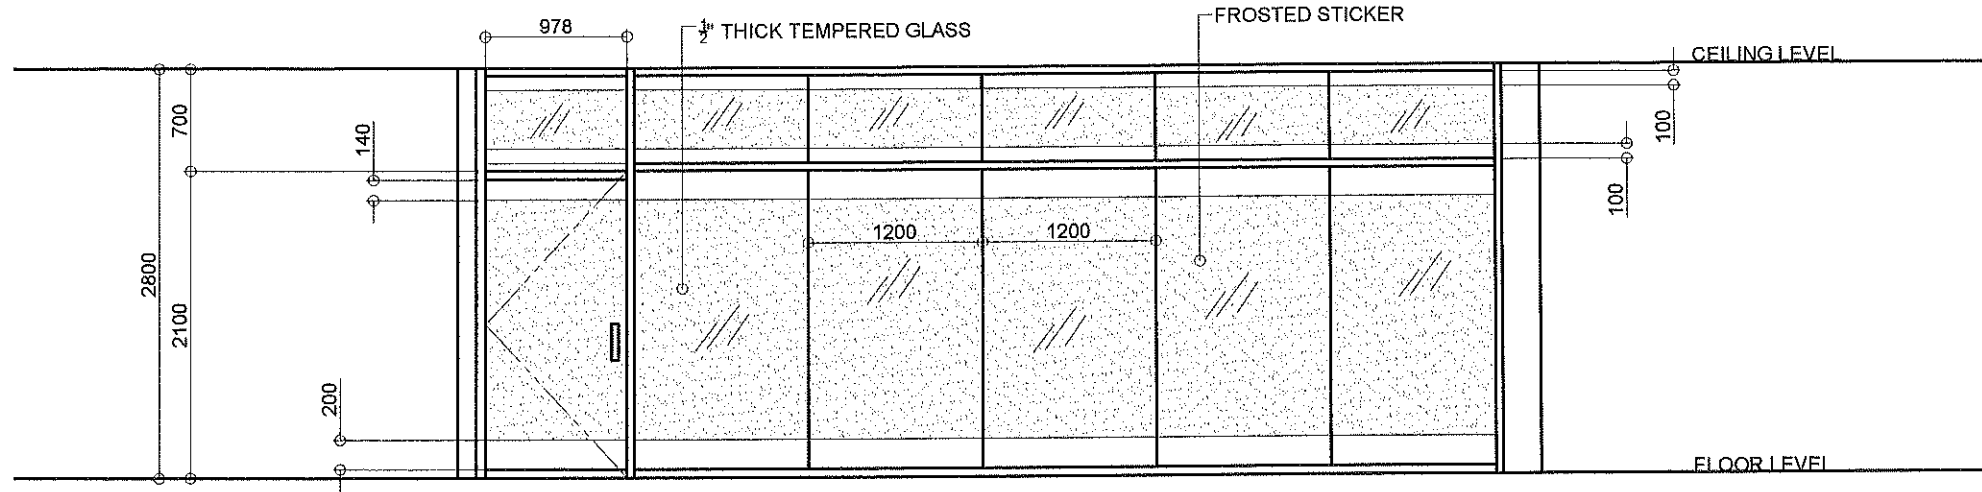 FROSTED STICKER
978
1/2" THICK TEMPERED GLASS
CEILING LEVEL
700
140
100
100
1200
1200
2800
2100
200
FLOOR LEVEL